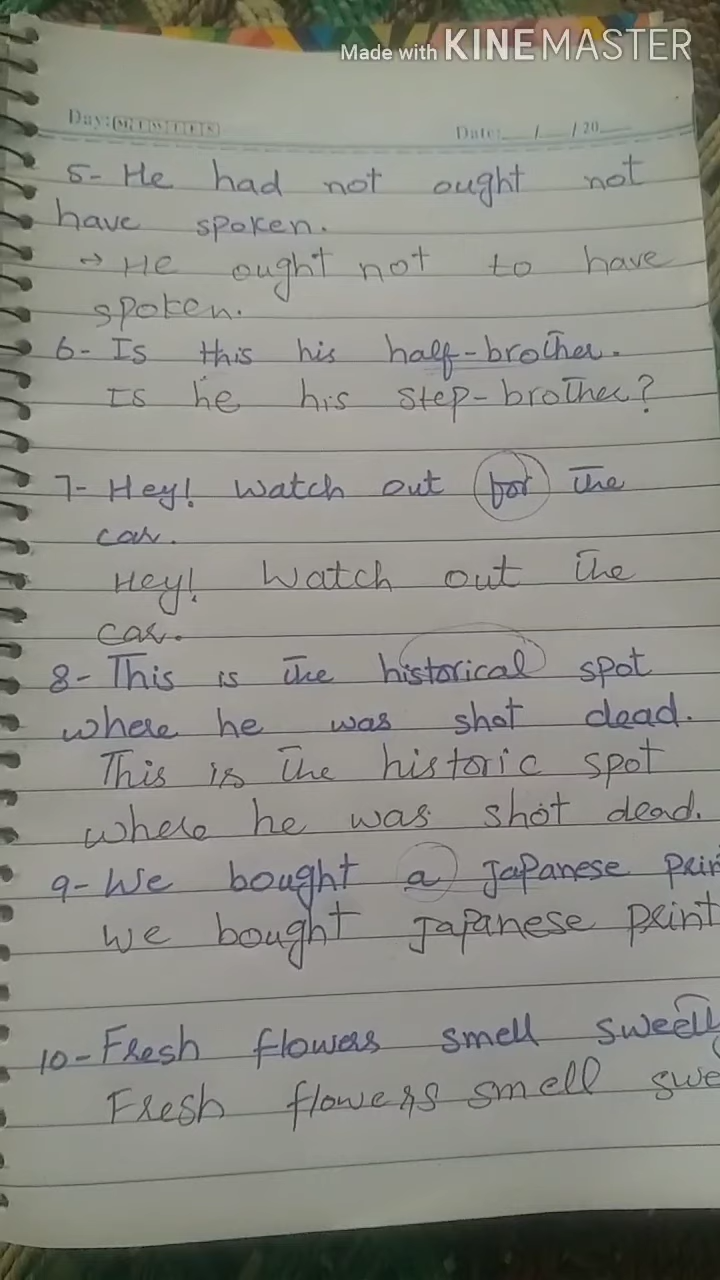 Made with KINEMASTER
Day: M T W T F S
Date: / / 20
5- He had not ought not
have spoken.
→ He ought not to have
spoken.
6- Is this his half-brother.
Is he his step-brother?
7- Hey! Watch out for the
car.
Hey! Watch out the
car.
8- This is the historical spot
where he was shot dead.
This is the historic spot
where he was shot dead.
9- We bought a Japanese
We bought Japanese print
10- Fresh flowers smell
Fresh flowers smell